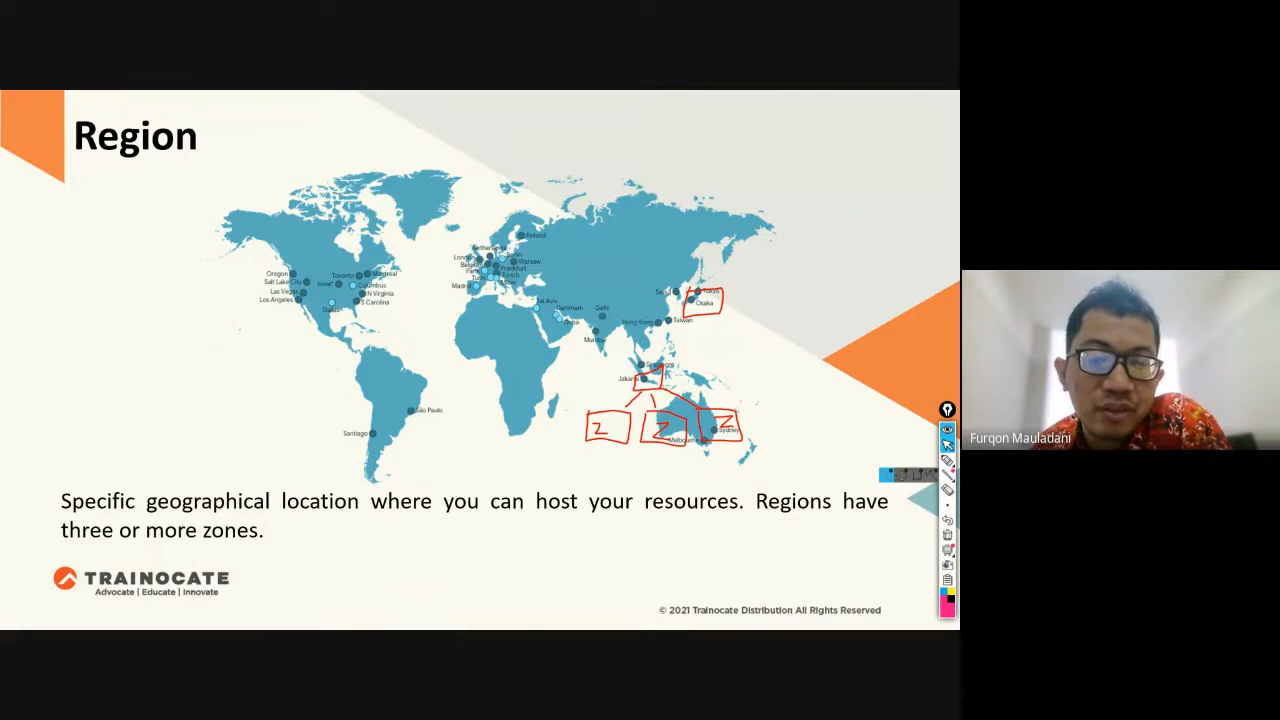 Region
Finland
Netherlands
London
Berlin
Belgium
Warsaw
Frankfurt
Paris
Zurich
Turin
Milan
Madrid
Oregon
Toronto
Montreal
Salt Lake City
Iowa*
Columbus
Las Vegas
N Virginia
Los Angeles
S Carolina
Dallas
Tel Aviv
Dammam
Doha
Delhi
Mumbai
Seoul
Tokyo
Osaka
Hong Kong
Taiwan
Singapore
Jakarta
São Paulo
Santiago
Sydney
Melbourne
Z Z Z
Specific geographical location where you can host your resources. Regions have
three or more zones.
TRAINOCATE
Advocate | Educate | Innovate
© 2021 Trainocate Distribution All Rights Reserved
Furqon Mauladani